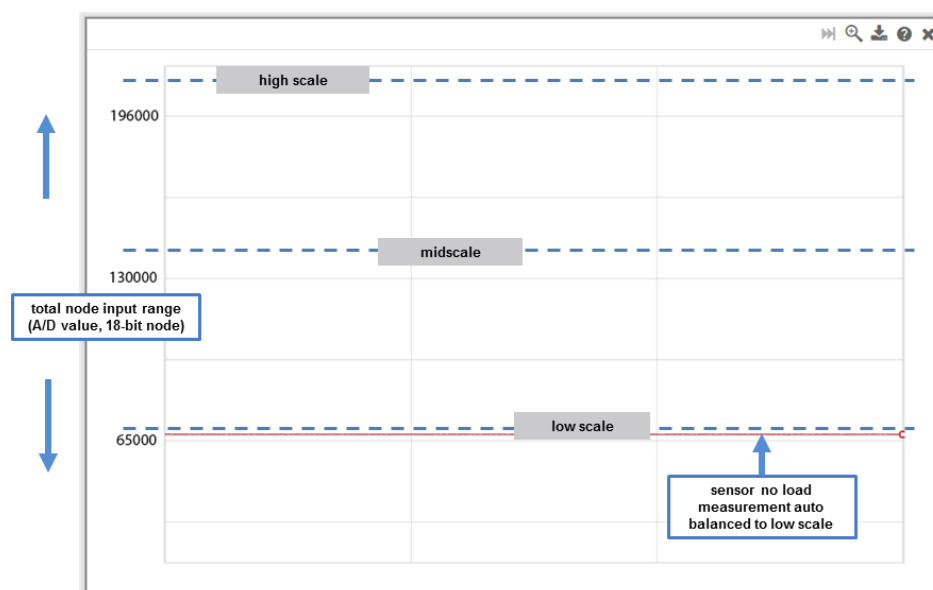 high scale
196000
midscale
130000
total node input range
(A/D value, 18-bit node)
low scale
65000
sensor no load
measurement auto
balanced to low scale